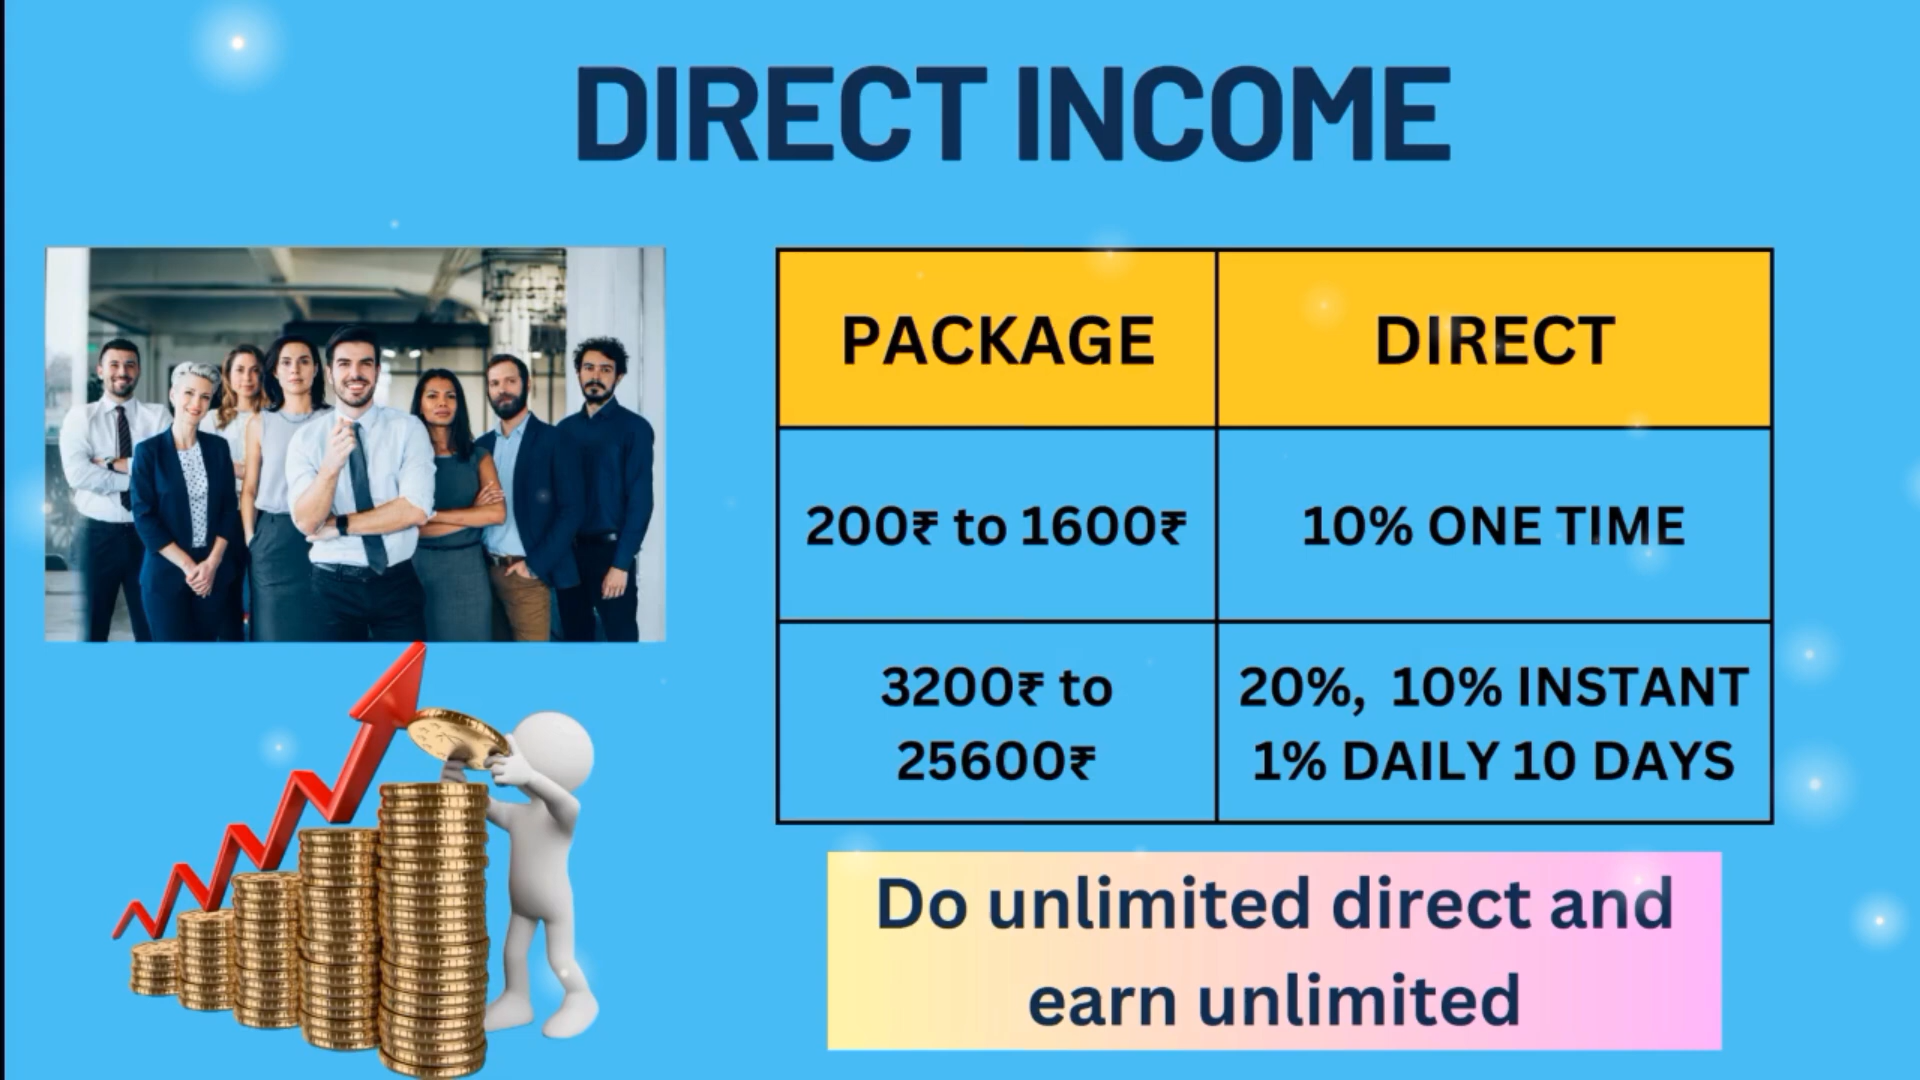 DIRECT INCOME
PACKAGE
DIRECT
200₹ to 1600₹
10% ONE TIME
3200₹ to
25600₹
20%, 10% INSTANT
1% DAILY 10 DAYS
Do unlimited direct and
earn unlimited